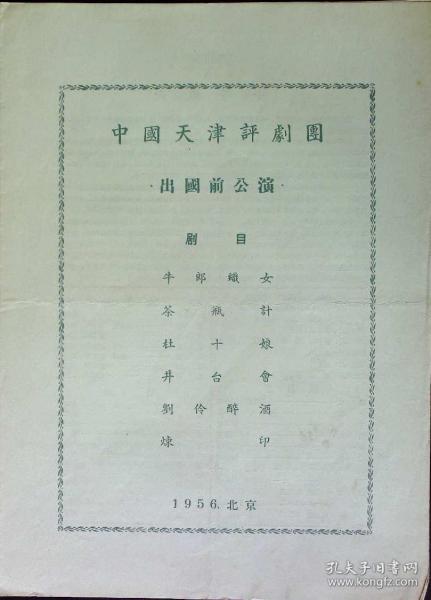 中國天津評劇團
·出國前公演·
剧目
牛郎織女
茶瓶計
杜十娘
井台會
劉伶醉酒
煉印
1956.北京
孔夫子旧书网
www.kongfz.com